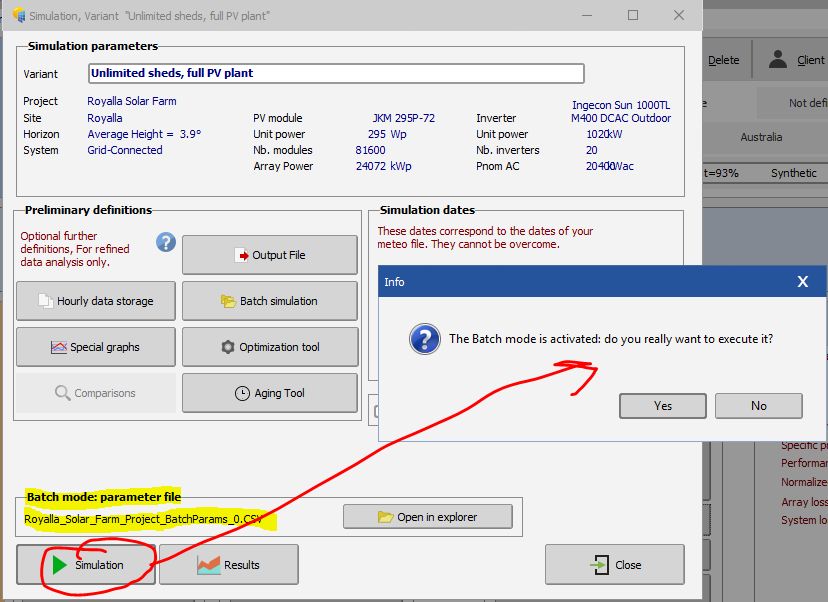 Simulation, Variant "Unlimited sheds, full PV plant"
Simulation parameters
Variant Unlimited sheds, full PV plant
Project Royalla Solar Farm
Site Royalla
Horizon Average Height = 3.9°
System Grid-Connected
PV module JKM 295P-72
Unit power 295 Wp
Nb. modules 81600
Array Power 24072 kWp
Ingecon Sun 1000TL
Inverter M400 DCAC Outdoor
Unit power 1020kW
Nb. inverters 20
Pnom AC 20400kWac
Delete
Client
Not defi
Australia
t=93% Synthetic
Preliminary definitions
Optional further
definitions, For refined
data analysis only.
?
Output File
Hourly data storage
Batch simulation
Special graphs
Optimization tool
Comparisons
Aging Tool
Simulation dates
These dates correspond to the dates of your
meteo file. They cannot be overcome.
Info
X
?
The Batch mode is activated: do you really want to execute it?
Yes
No
Specific p
Performar
Normalize
Array loss
System lo
Batch mode: parameter file
Royalla_Solar_Farm_Project_BatchParams_0.CSV
Open in explorer
Simulation
Results
Close